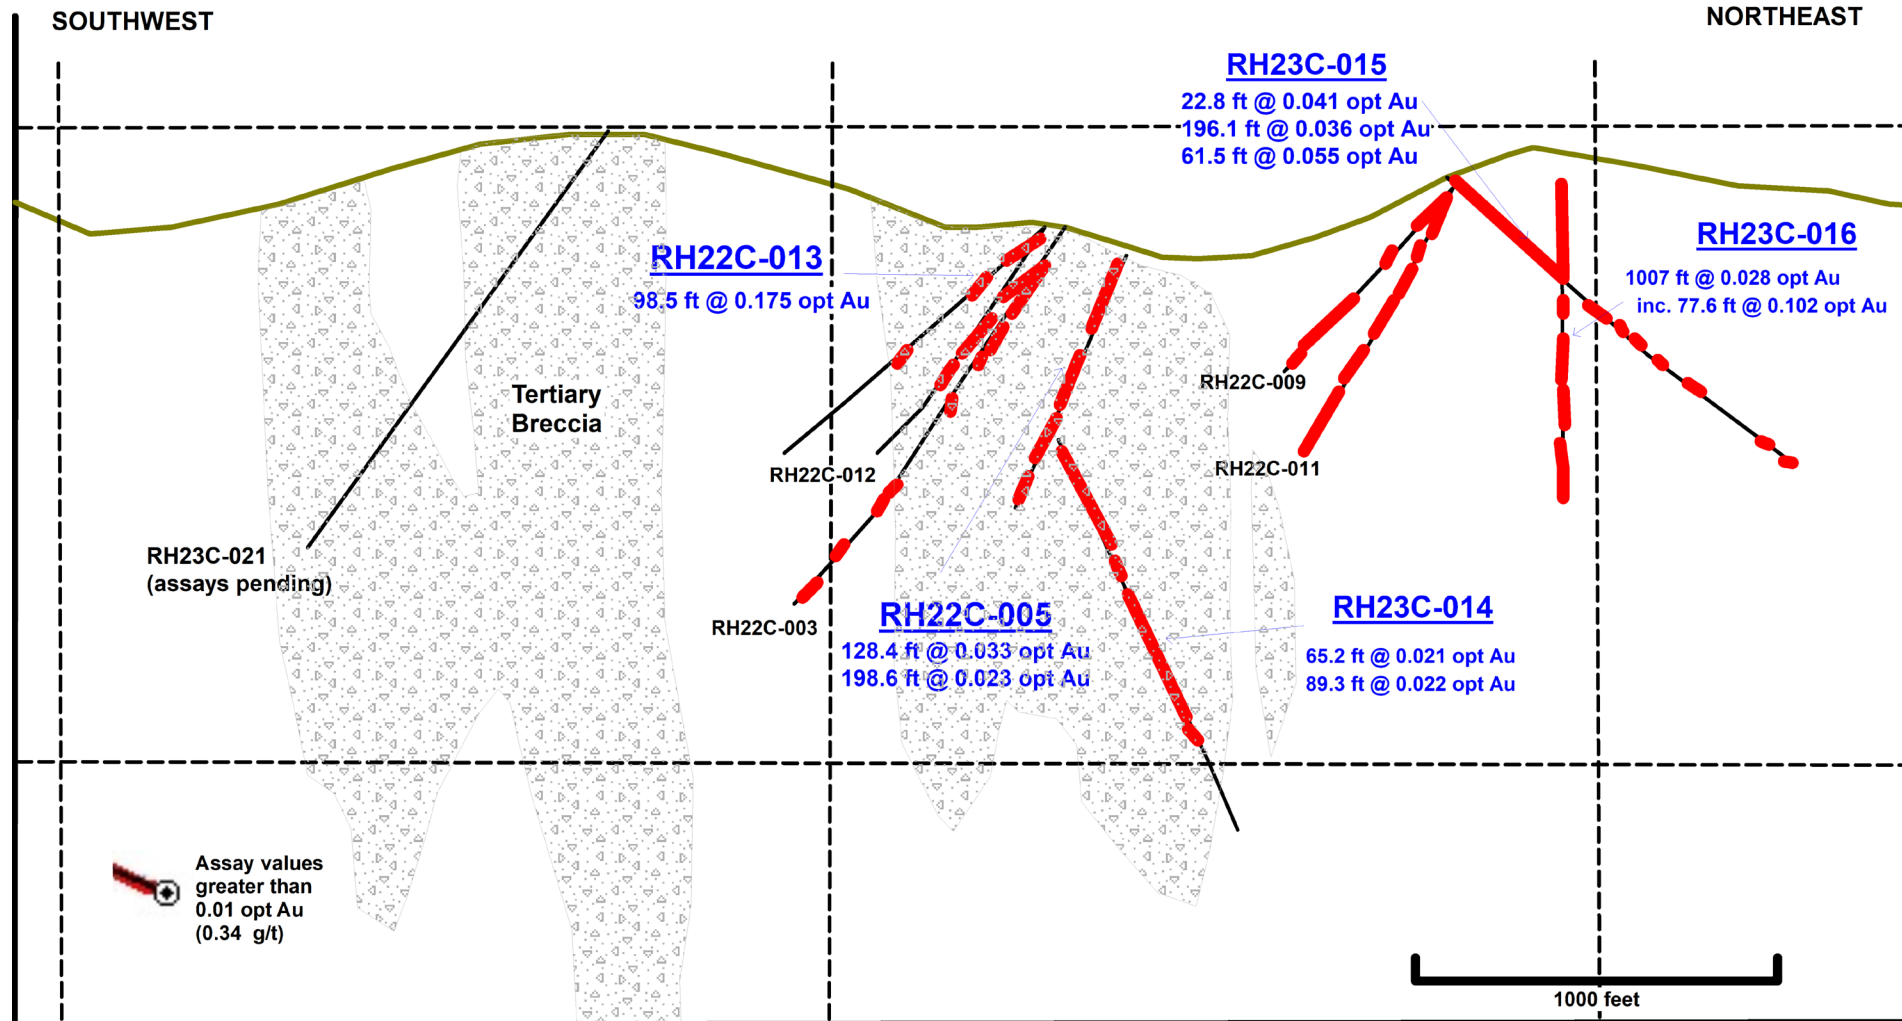 SOUTHWEST
NORTHEAST
RH23C-015
22.8 ft @ 0.041 opt Au
196.1 ft @ 0.036 opt Au
61.5 ft @ 0.055 opt Au
RH22C-013
98.5 ft @ 0.175 opt Au
RH23C-016
1007 ft @ 0.028 opt Au
inc. 77.6 ft @ 0.102 opt Au
Tertiary
Breccia
RH22C-009
RH22C-012
RH22C-011
RH23C-021
(assays pending)
RH22C-003
RH22C-005
128.4 ft @ 0.033 opt Au
198.6 ft @ 0.023 opt Au
RH23C-014
65.2 ft @ 0.021 opt Au
89.3 ft @ 0.022 opt Au
Assay values
greater than
0.01 opt Au
(0.34 g/t)
1000 feet